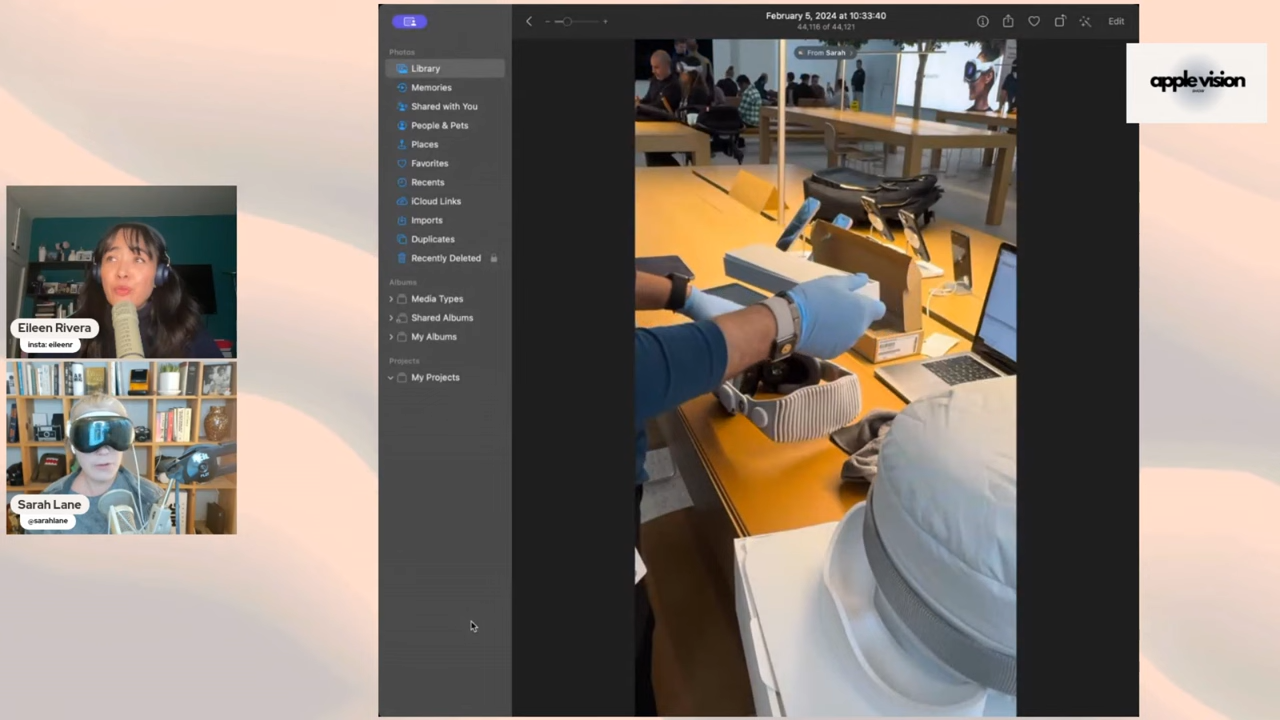 February 5, 2024 at 10:33:40
44,116 of 44,121
Edit
From Sarah
Photos
Library
Memories
Shared with You
People & Pets
Places
Favorites
Recents
iCloud Links
Imports
Duplicates
Recently Deleted
Albums
Media Types
Shared Albums
My Albums
Projects
My Projects
apple vision
SHOW
Eileen Rivera
insta: eileenr
Sarah Lane
@sarahlane